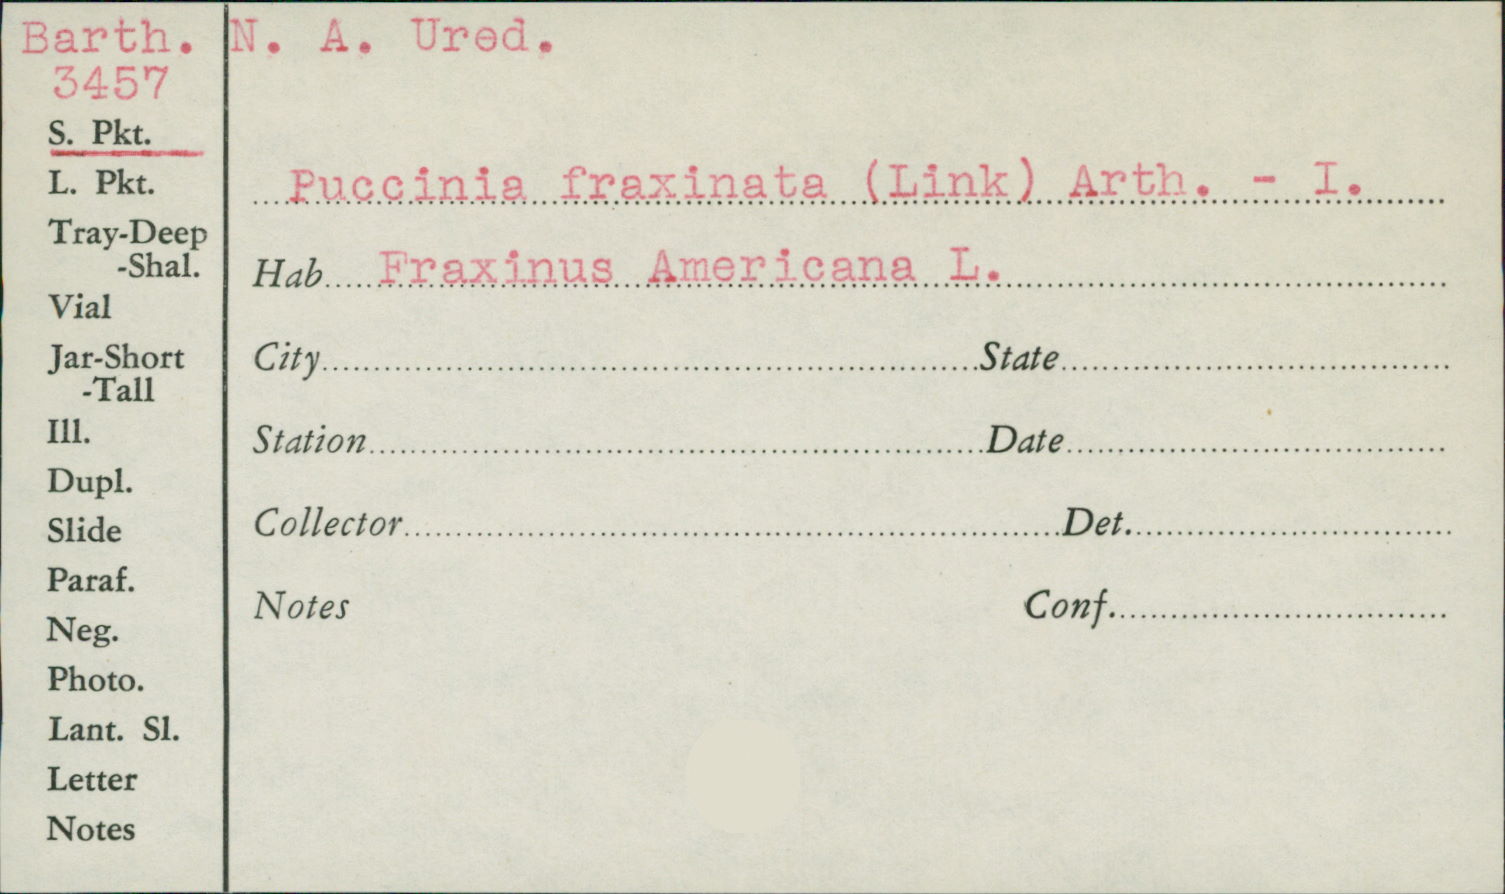 Barth. N. A. Ured.
3457
S. Pkt.
L. Pkt.
Tray-Deep
-Shal.
Vial
Jar-Short
-Tall
Ill.
Dupl.
Slide
Paraf.
Neg.
Photo.
Lant. Sl.
Letter
Notes
Puccinia fraxinata (Link) Arth. - I.
Hab. Fraxinus Americana L.
City State
Station Date
Collector Det.
Notes Conf.